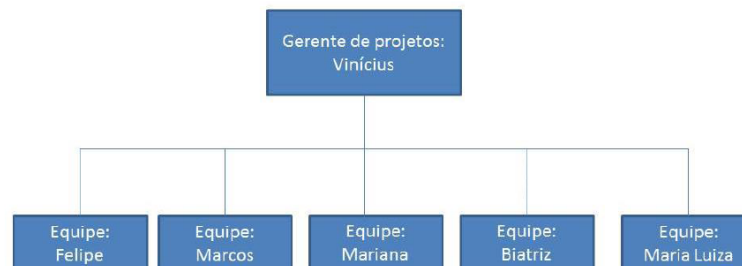 Gerente de projetos:
Vinícius
Equipe:
Felipe
Equipe:
Marcos
Equipe:
Mariana
Equipe:
Biatriz
Equipe:
Maria Luiza